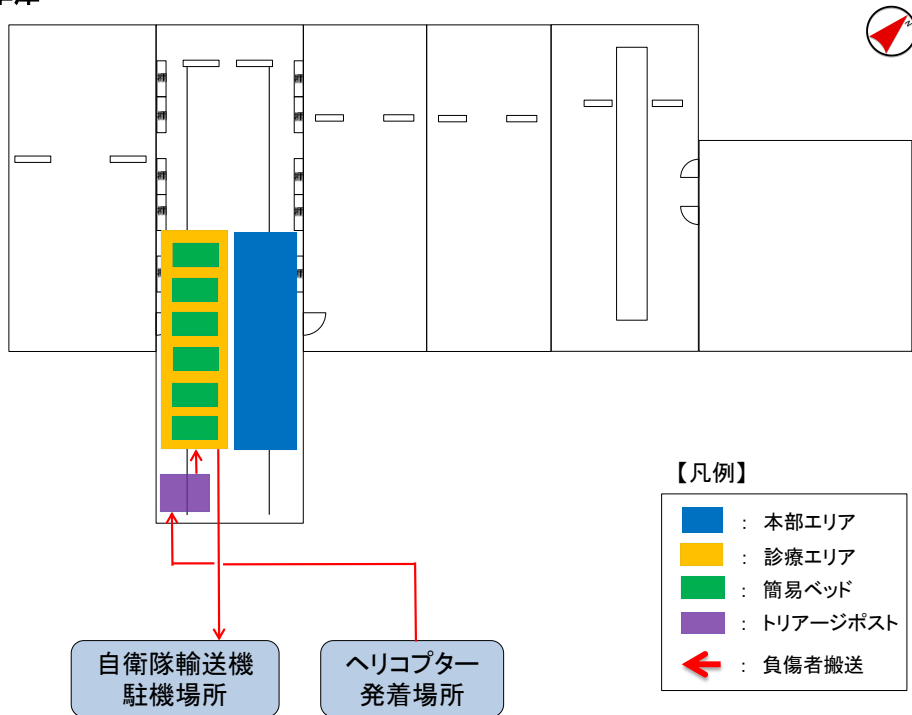 N
【凡例】
: 本部エリア
: 診療エリア
: 簡易ベッド
: トリアージポスト
: 負傷者搬送
自衛隊輸送機
駐機場所
ヘリコプター
発着場所